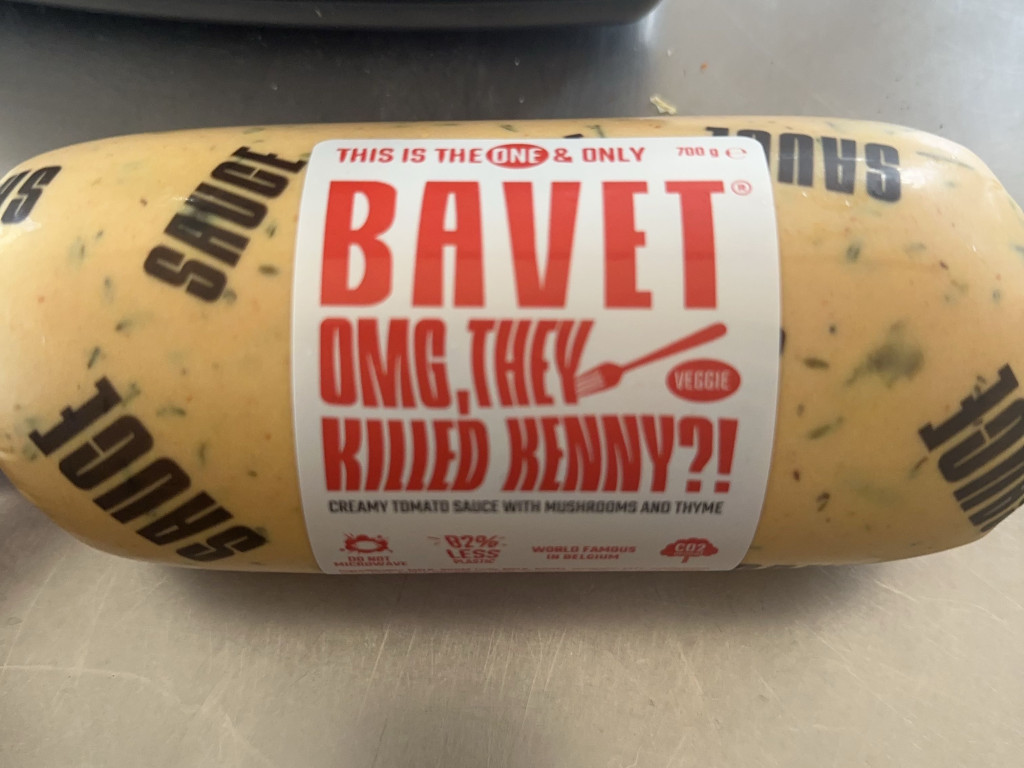 THIS IS THE ONE & ONLY
700 g ℮
BAVET®
OMG, THEY
VEGGIE
KILLED KENNY?!
CREAMY TOMATO SAUCE WITH MUSHROOMS AND THYME
DO NOT
MICROWAVE
82%
LESS
PLASTIC
WORLD FAMOUS
IN BELGIUM
CO2
SAUCE
SAUCE
SAUCE